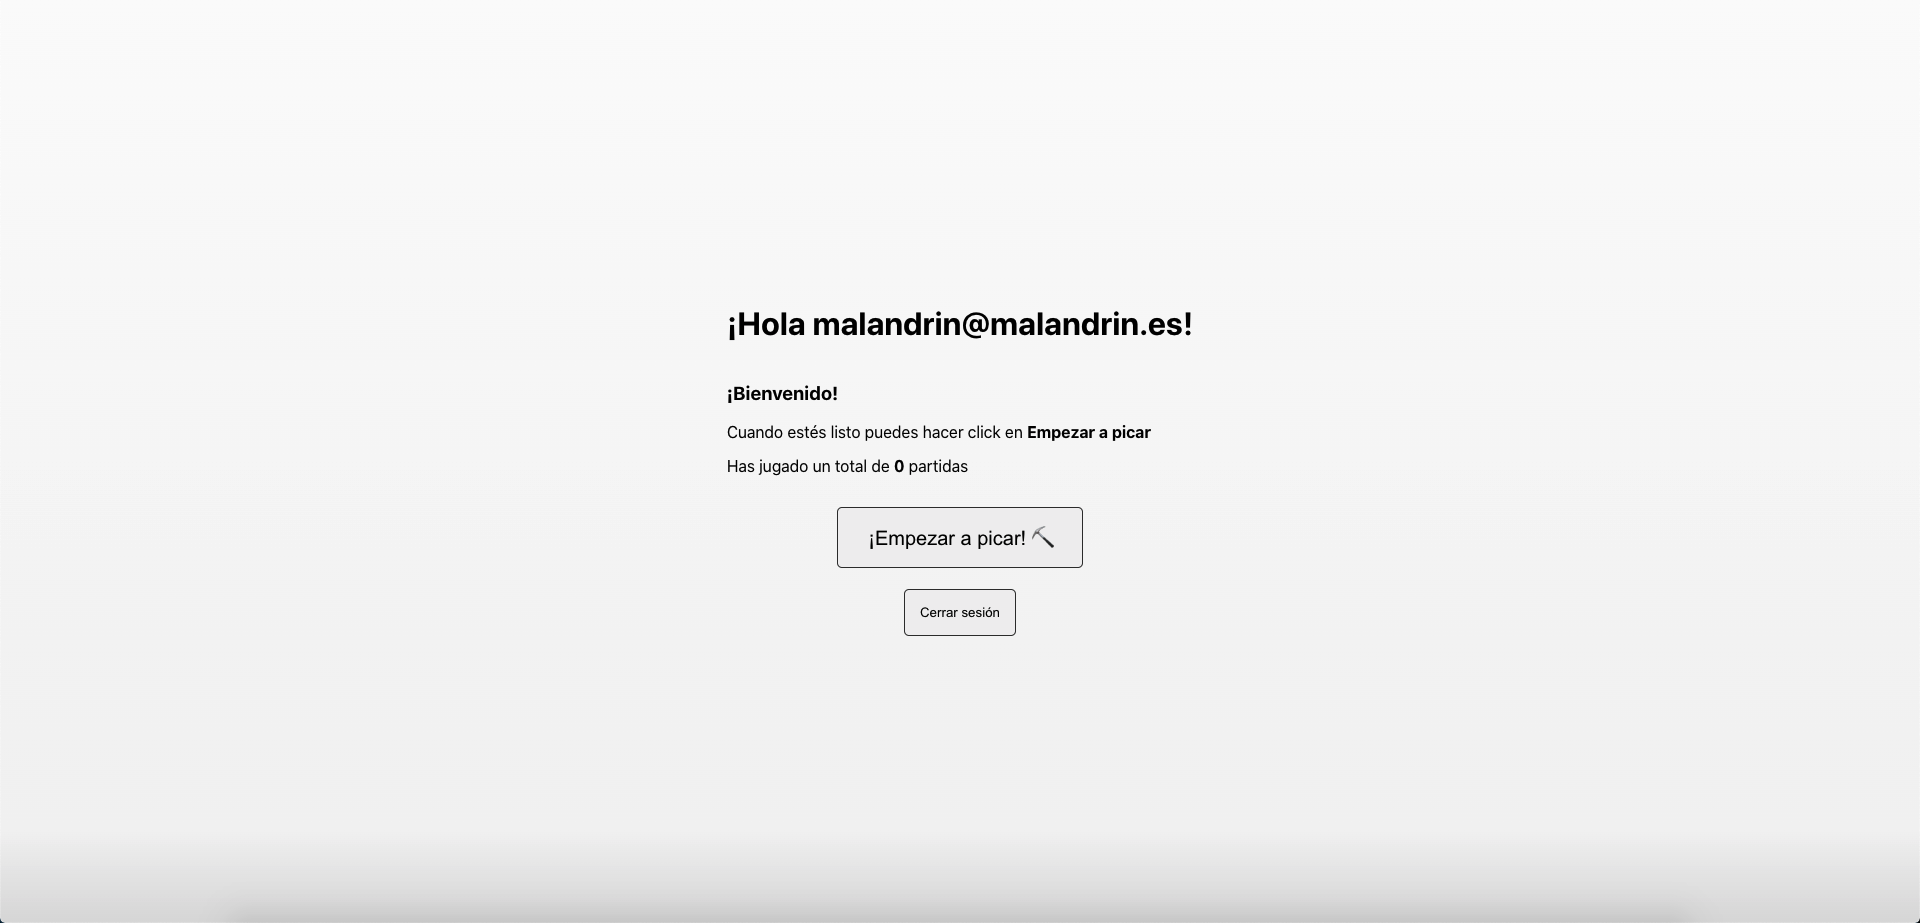 ¡Hola malandrin@malandrin.es!
¡Bienvenido!
Cuando estés listo puedes hacer click en Empezar a picar
Has jugado un total de 0 partidas
¡Empezar a picar! ⛏
Cerrar sesión